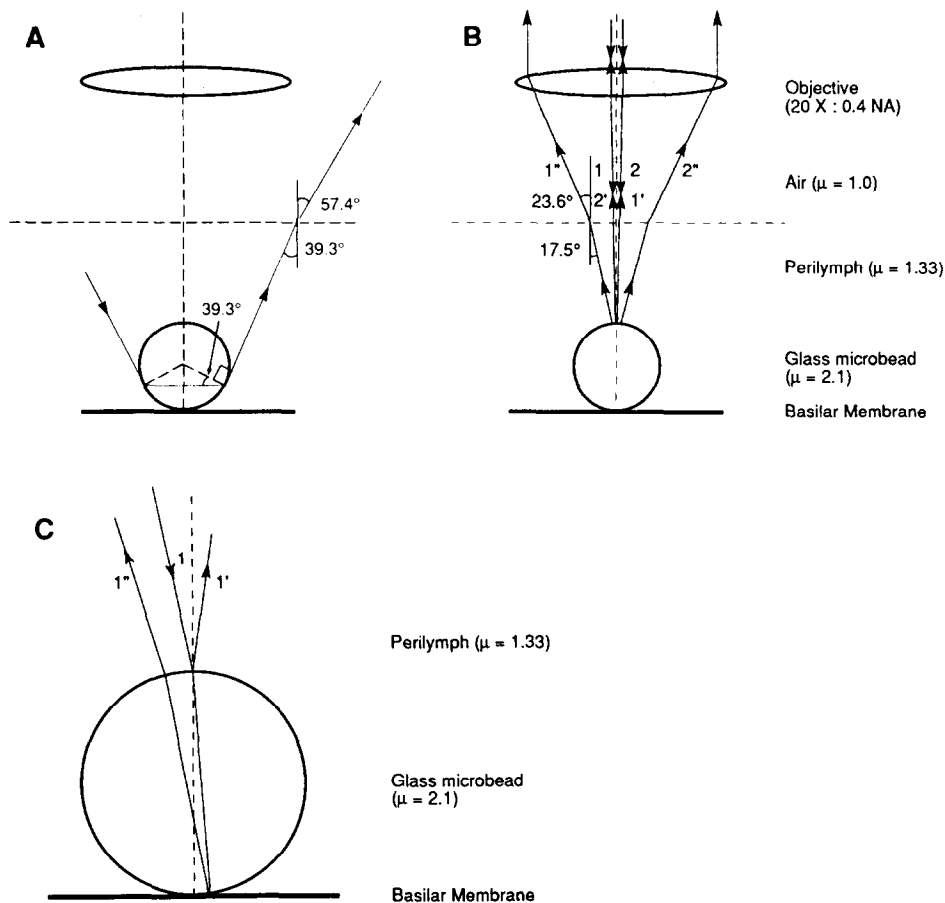 A
57.4°
39.3°
39.3°
B
1"
1
2
2"
23.6°
2'
1'
17.5°
Objective
(20 X : 0.4 NA)
Air (μ = 1.0)
Perilymph (μ = 1.33)
Glass microbead
(μ = 2.1)
Basilar Membrane
C
1"
1
1'
Perilymph (μ = 1.33)
Glass microbead
(μ = 2.1)
Basilar Membrane